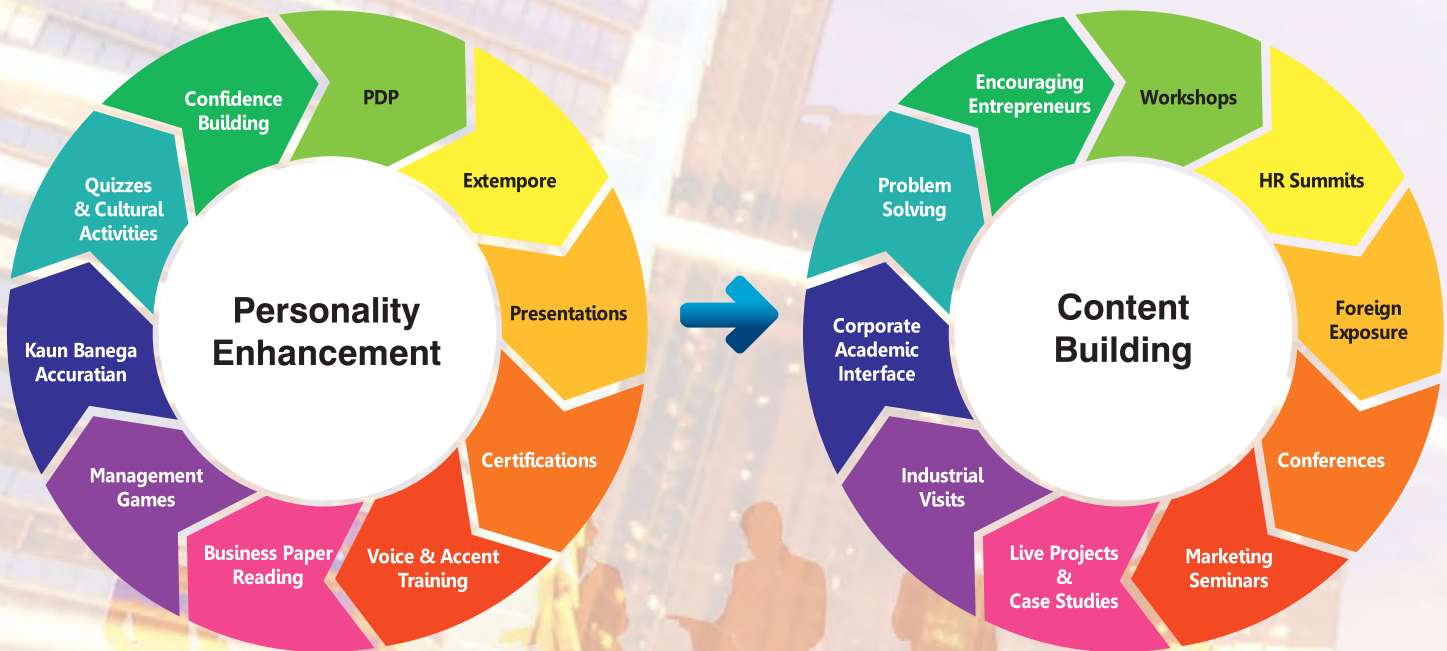 Personality
Enhancement
PDP
Extempore
Presentations
Certifications
Voice & Accent
Training
Business Paper
Reading
Management
Games
Kaun Banega
Accuratian
Quizzes
& Cultural
Activities
Confidence
Building
Content
Building
Workshops
HR Summits
Foreign
Exposure
Conferences
Marketing
Seminars
Live Projects
&
Case Studies
Industrial
Visits
Corporate
Academic
Interface
Problem
Solving
Encouraging
Entrepreneurs